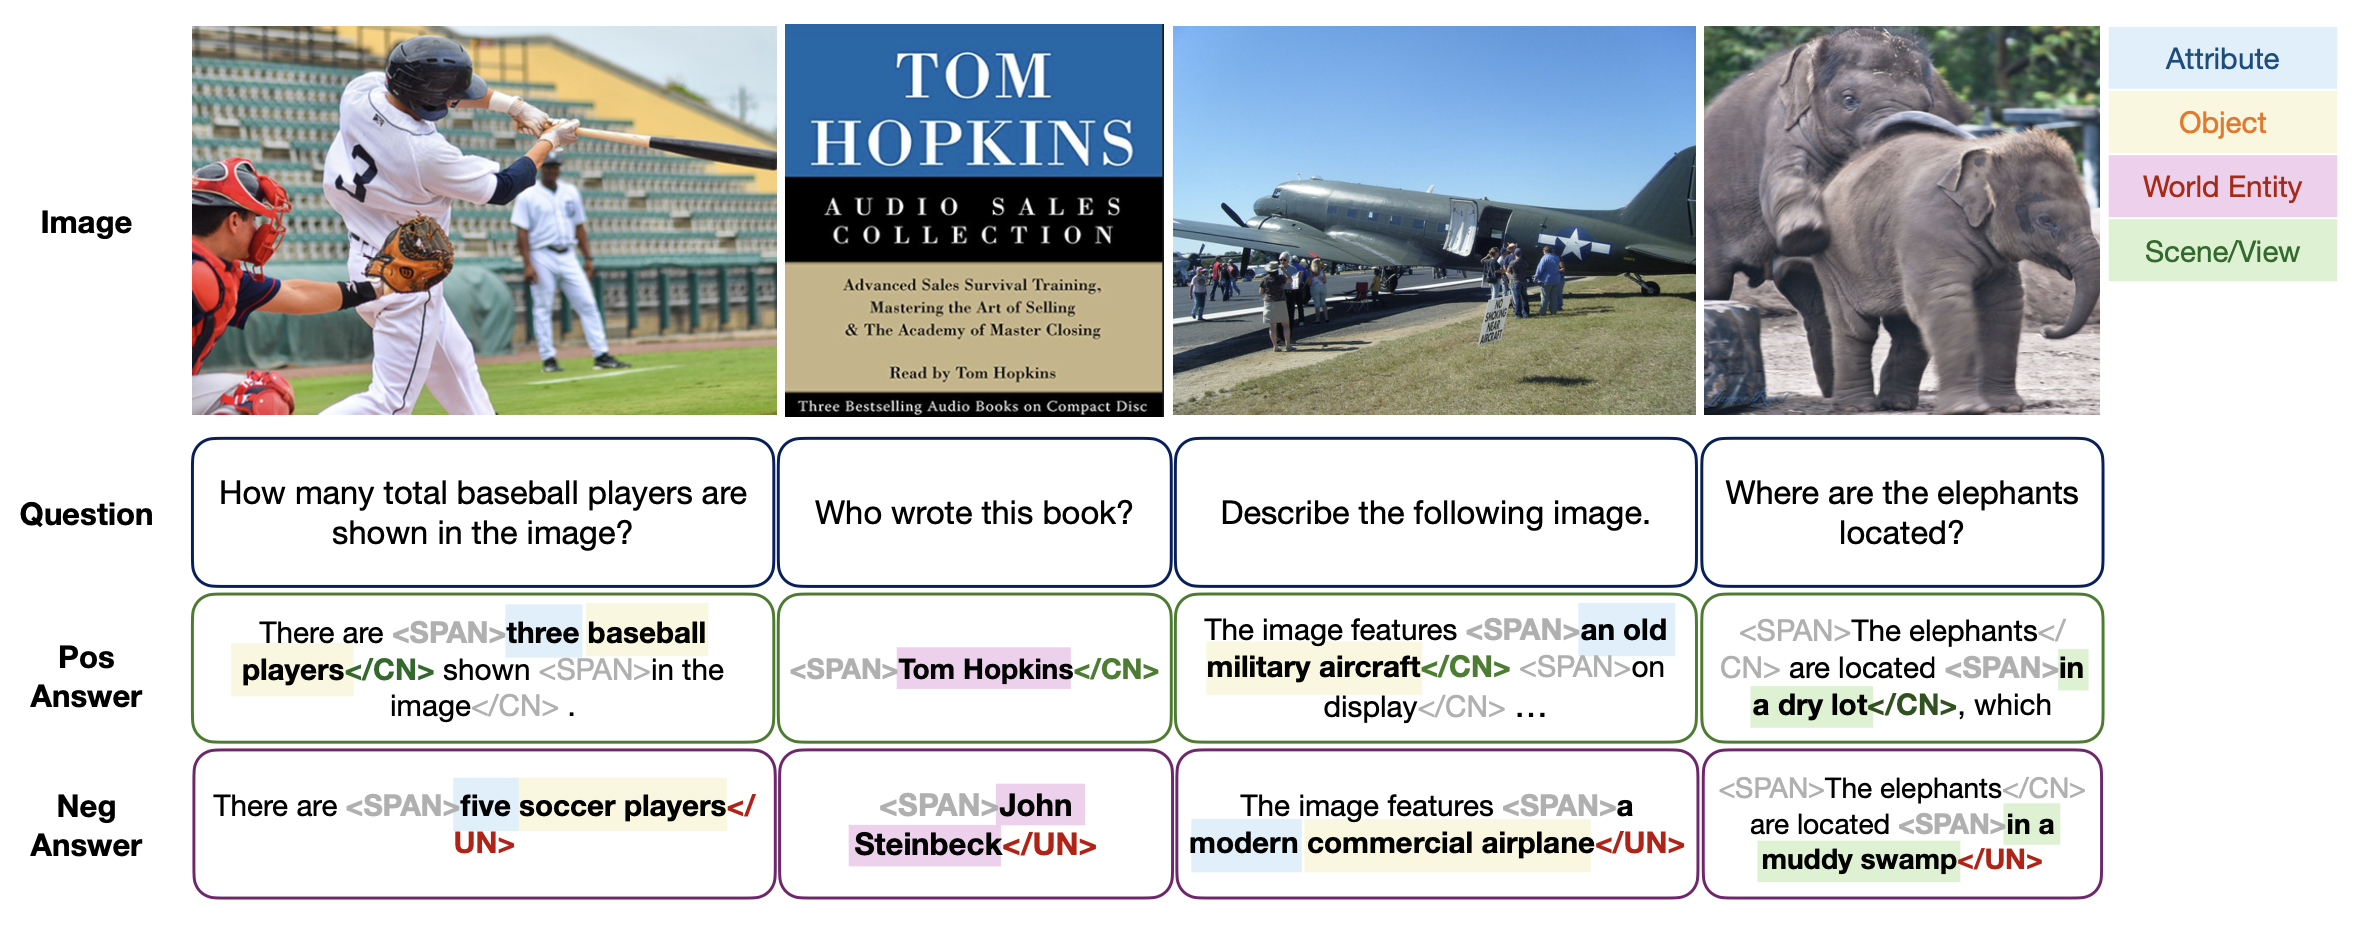 Image
3
TOM
HOPKINS
AUDIO SALES
COLLECTION
Advanced Sales Survival Training,
Mastering the Art of Selling
& The Academy of Master Closing
Read by Tom Hopkins
Three Bestselling Audio Books on Compact Disc
NO
SMOKING
NEAR
AIRCRAFT
Attribute
Object
World Entity
Scene/View
Question
How many total baseball players are
shown in the image?
Who wrote this book?
Describe the following image.
Where are the elephants
located?
Pos
Answer
There are <SPAN>three baseball
players</CN> shown <SPAN>in the
image</CN> .
<SPAN>Tom Hopkins</CN>
The image features <SPAN>an old
military aircraft</CN> <SPAN>on
display</CN> ...
<SPAN>The elephants</
CN> are located <SPAN>in
a dry lot</CN>, which
Neg
Answer
There are <SPAN>five soccer players</
UN>
<SPAN>John
Steinbeck</UN>
The image features <SPAN>a
modern commercial airplane</UN>
<SPAN>The elephants</CN>
are located <SPAN>in a
muddy swamp</UN>